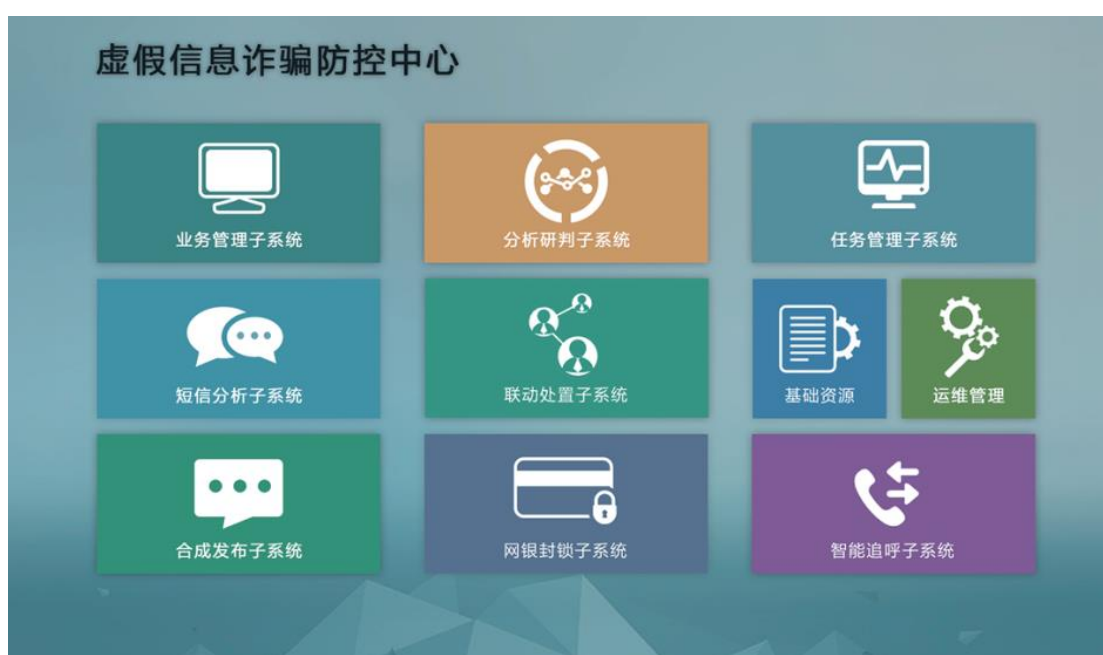 虚假信息诈骗防控中心
业务管理子系统
分析研判子系统
任务管理子系统
短信分析子系统
联动处置子系统
基础资源
运维管理
合成发布子系统
网银封锁子系统
智能追呼子系统